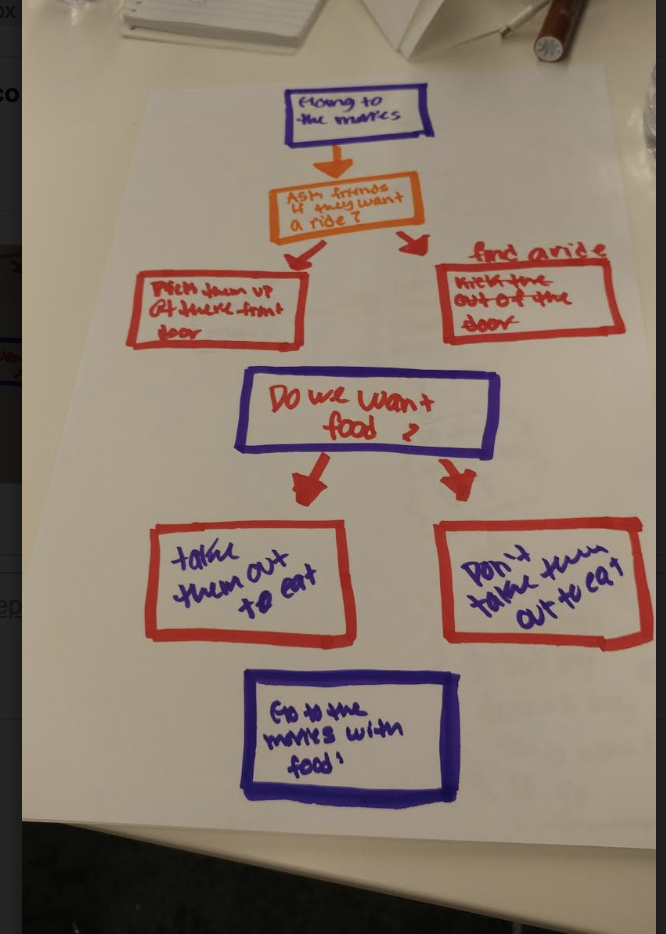 Going to
the movies
Ask friends
if they want
a ride?
Pick them up
at there front
door
find a ride
kick the
out of the
door
Do we want
food ?
take
them out
to eat
Don't
take them
out to eat
Go to the
movies with
food!
co
ep